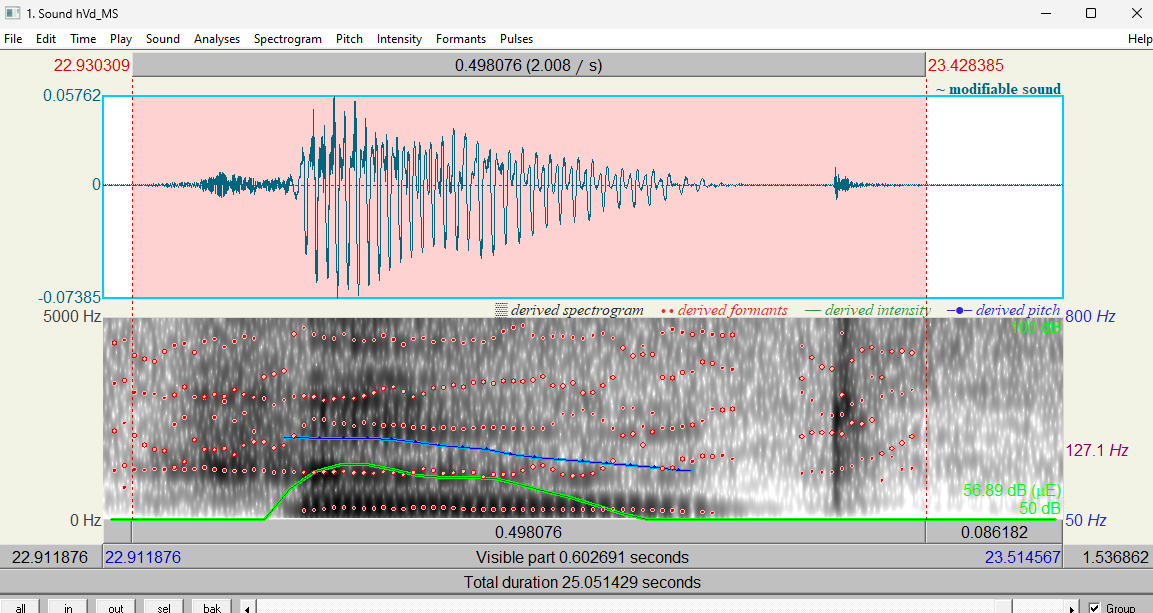 1. Sound hVd_MS
File Edit Time Play Sound Analyses Spectrogram Pitch Intensity Formants Pulses Help
22.930309 0.498076 (2.008 / s) 23.428385
~ modifiable sound
0.05762
0
-0.07385
derived spectrogram derived formants derived intensity derived pitch
5000 Hz 800 Hz
100 dB
127.1 Hz
56.89 dB (µE)
50 dB
0 Hz 50 Hz
0.498076 0.086182
22.911876 22.911876 Visible part 0.602691 seconds 23.514567 1.536862
Total duration 25.051429 seconds
all in out sel bak Group